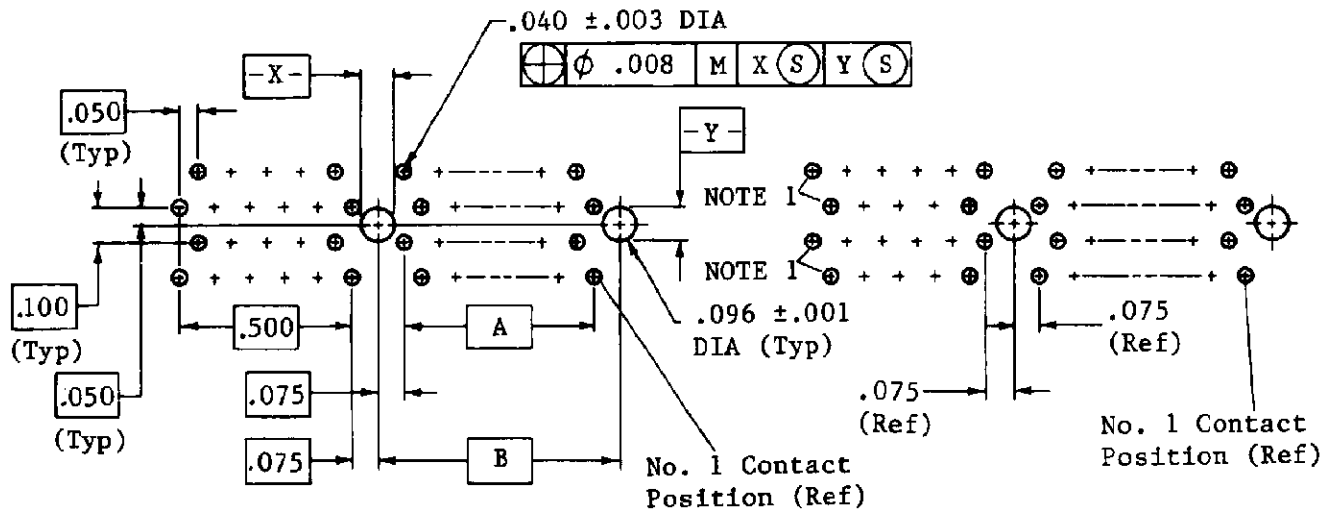 .040 ±.003 DIA
⌖ ϕ .008 M X Ⓢ Y Ⓢ
-X-
.050
(Typ)
-Y-
NOTE 1
NOTE 1
.100
(Typ)
.500
A
.096 ±.001
DIA (Typ)
.075
(Ref)
.050
(Typ)
.075
.075
(Ref)
.075
B
No. 1 Contact
Position (Ref)
No. 1 Contact
Position (Ref)